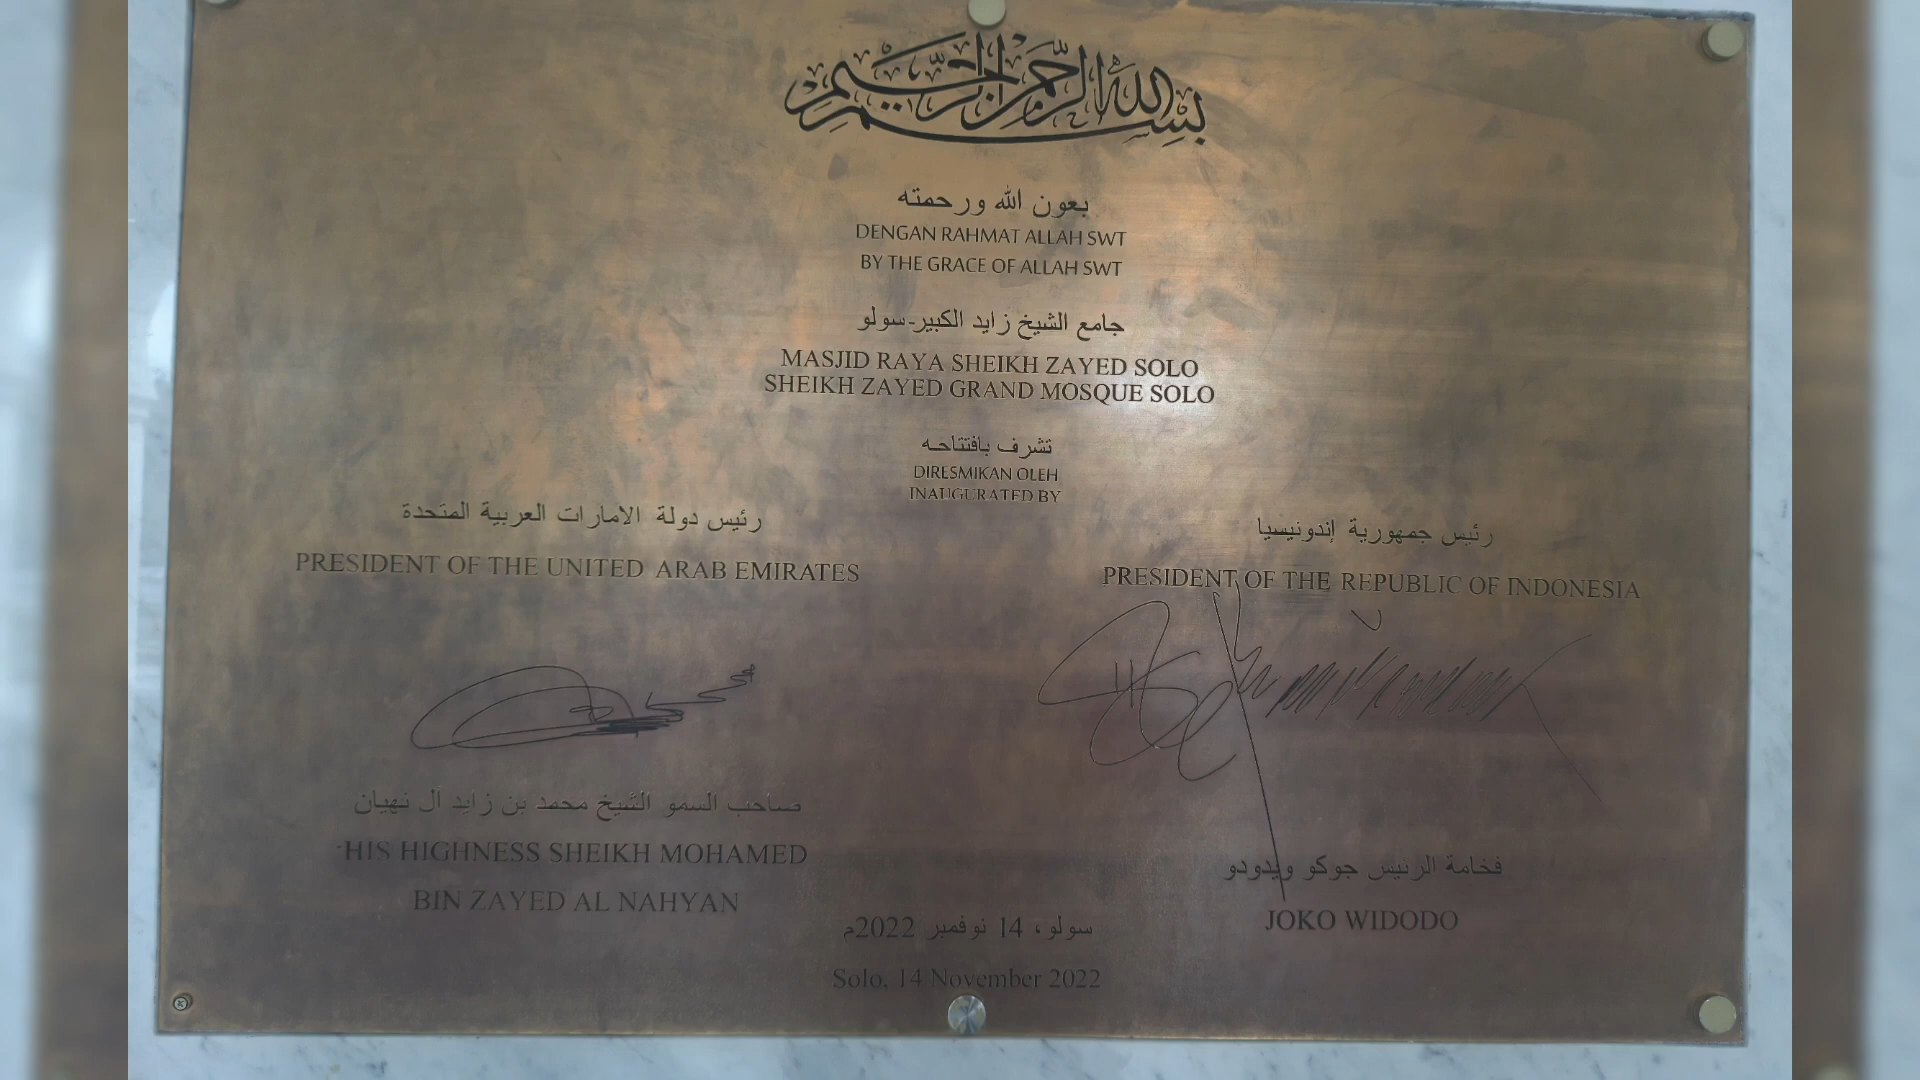 بسم الله الرحمن الرحيم
بعون الله ورحمته
DENGAN RAHMAT ALLAH SWT
BY THE GRACE OF ALLAH SWT
جامع الشيخ زايد الكبير-سولو
MASJID RAYA SHEIKH ZAYED SOLO
SHEIKH ZAYED GRAND MOSQUE SOLO
تشرف بافتتاحه
DIRESMIKAN OLEH
INAUGURATED BY
رئيس دولة الامارات العربية المتحدة
PRESIDENT OF THE UNITED ARAB EMIRATES
صاحب السمو الشيخ محمد بن زايد آل نهيان
HIS HIGHNESS SHEIKH MOHAMED
BIN ZAYED AL NAHYAN
رئيس جمهورية إندونيسيا
PRESIDENT OF THE REPUBLIC OF INDONESIA
فخامة الرئيس جوكو ويدودو
JOKO WIDODO
سولو، 14 نوفمبر 2022م
Solo, 14 November 2022